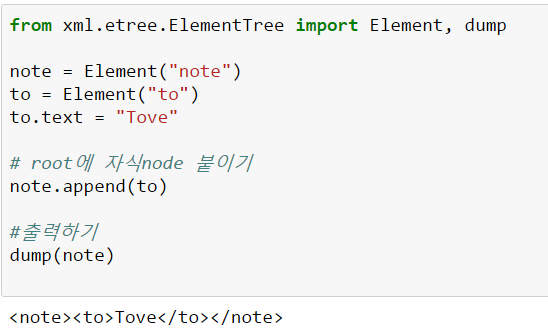 from xml.etree.ElementTree import Element, dump
note = Element("note")
to = Element("to")
to.text = "Tove"
# root에 자식node 붙이기
note.append(to)
#출력하기
dump(note)
<note><to>Tove</to></note>